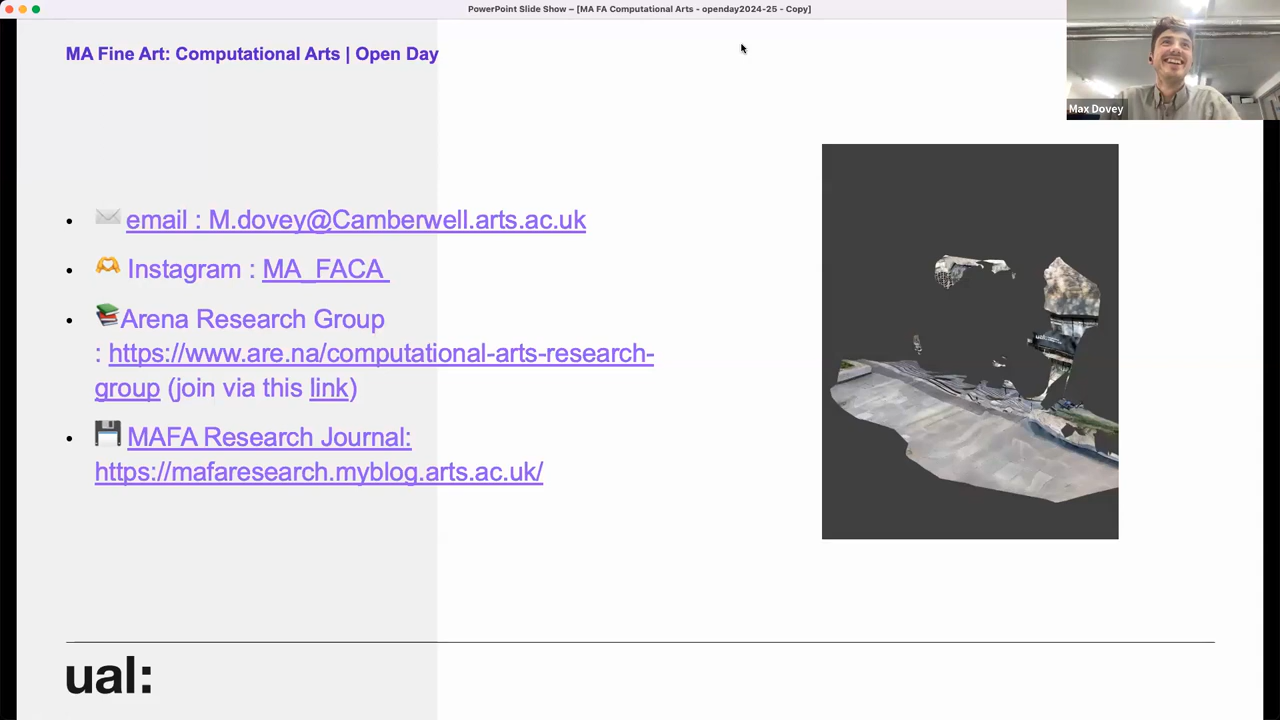 PowerPoint Slide Show – [MA FA Computational Arts - openday2024-25 - Copy]
MA Fine Art: Computational Arts | Open Day
Max Dovey
email : M.dovey@Camberwell.arts.ac.uk
Instagram : MA_FACA
Arena Research Group
: https://www.are.na/computational-arts-research-
group (join via this link)
MAFA Research Journal:
https://mafaresearch.myblog.arts.ac.uk/
ual: